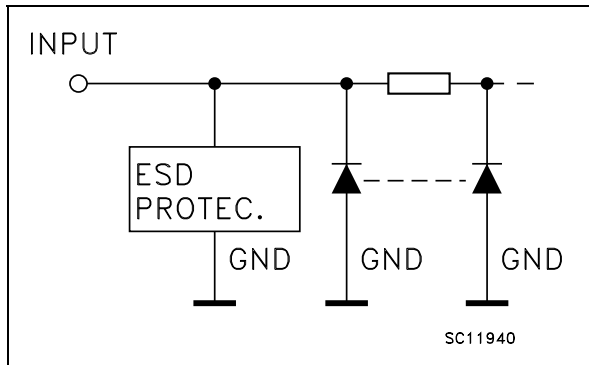 INPUT
ESD
PROTEC.
GND
GND
GND
SC11940